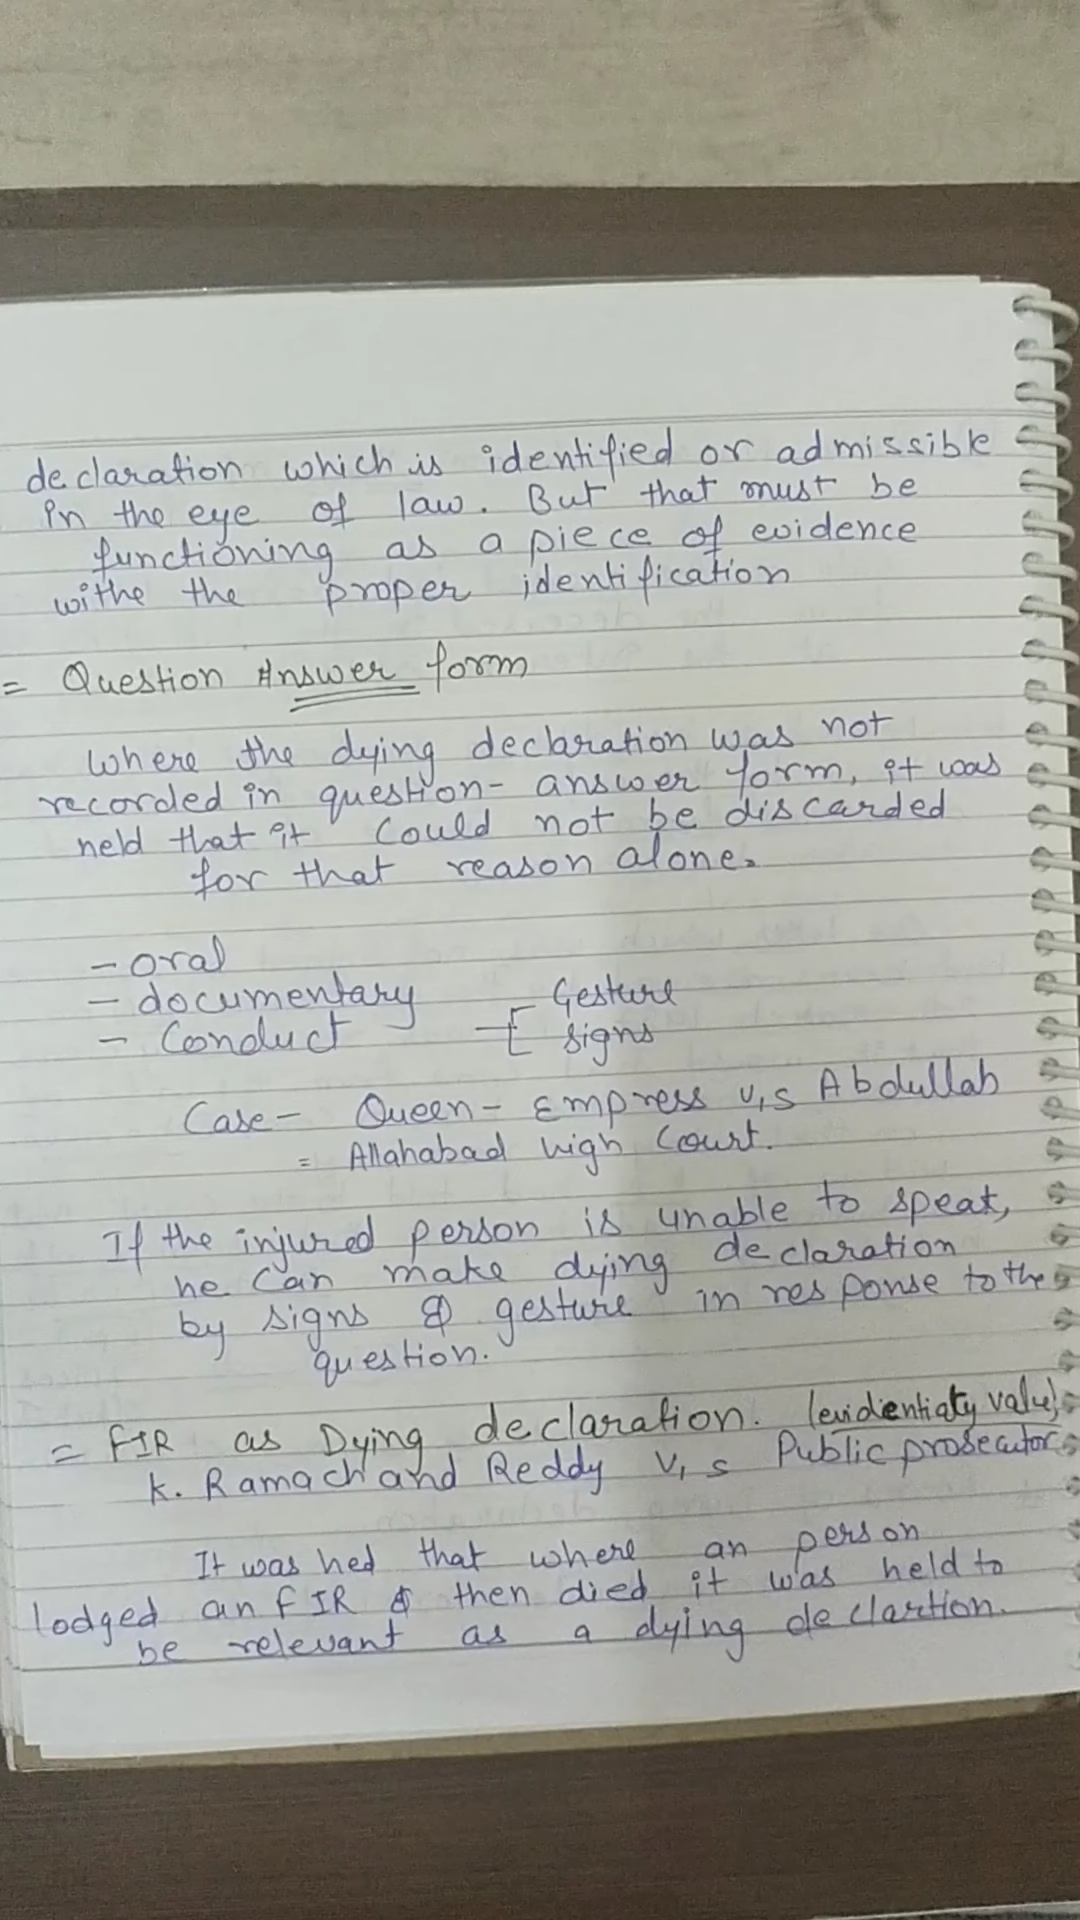 declaration which is identified or admissible
in the eye of law. But that must be
functioning as a piece of evidence
withe the proper identification
= Question Answer form
Where the dying declaration was not
recorded in question- answer form, it was
held that it could not be discarded
for that reason alone.
- oral
- documentary
- Conduct -[ Gesture
signs
Case - Queen - Empress v,s Abdullah
= Allahabad high Court.
If the injured person is unable to speak,
he can make dying declaration
by signs & gesture in response to the
question.
= FIR as Dying declaration. (evidentiaty value)
K. Ramachand Reddy v,s Public prosecutor
It was hed that where an person
lodged an FIR & then died it was held to
be relevant as a dying declartion.